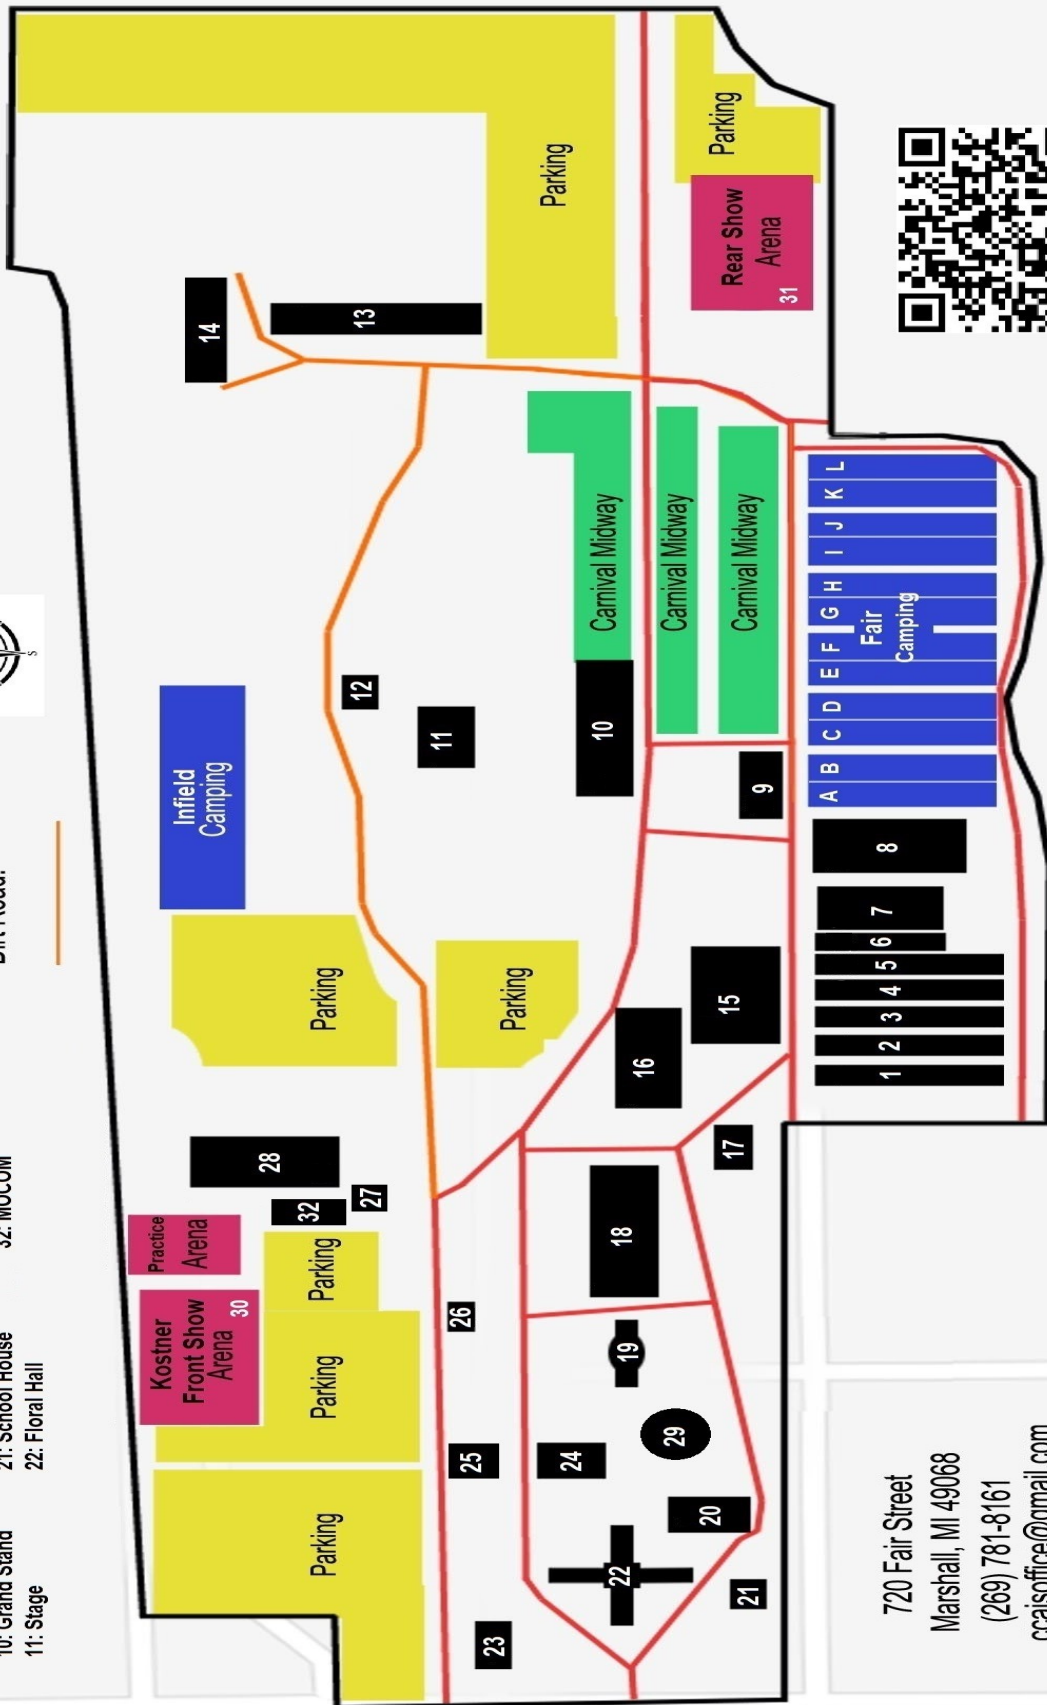 10: Grand Stand
21: School House
32: MOCOM
11: Stage
22: Floral Hall
S
Practice
Arena
Kostner
Front Show
Arena
30
Infield
Camping
14
28
32
27
12
13
Parking
Parking
Parking
Parking
Parking
Parking
Parking
26
25
23
11
10
24
22
19
18
16
29
20
21
17
15
9
Carnival Midway
Carnival Midway
Carnival Midway
Rear Show
Arena
31
Parking
1 2 3 4 5 6 7 8
A B C D E F G H I J K L
Fair
Camping
720 Fair Street
Marshall, MI 49068
(269) 781-8161
ccaisoffice@gmail.com